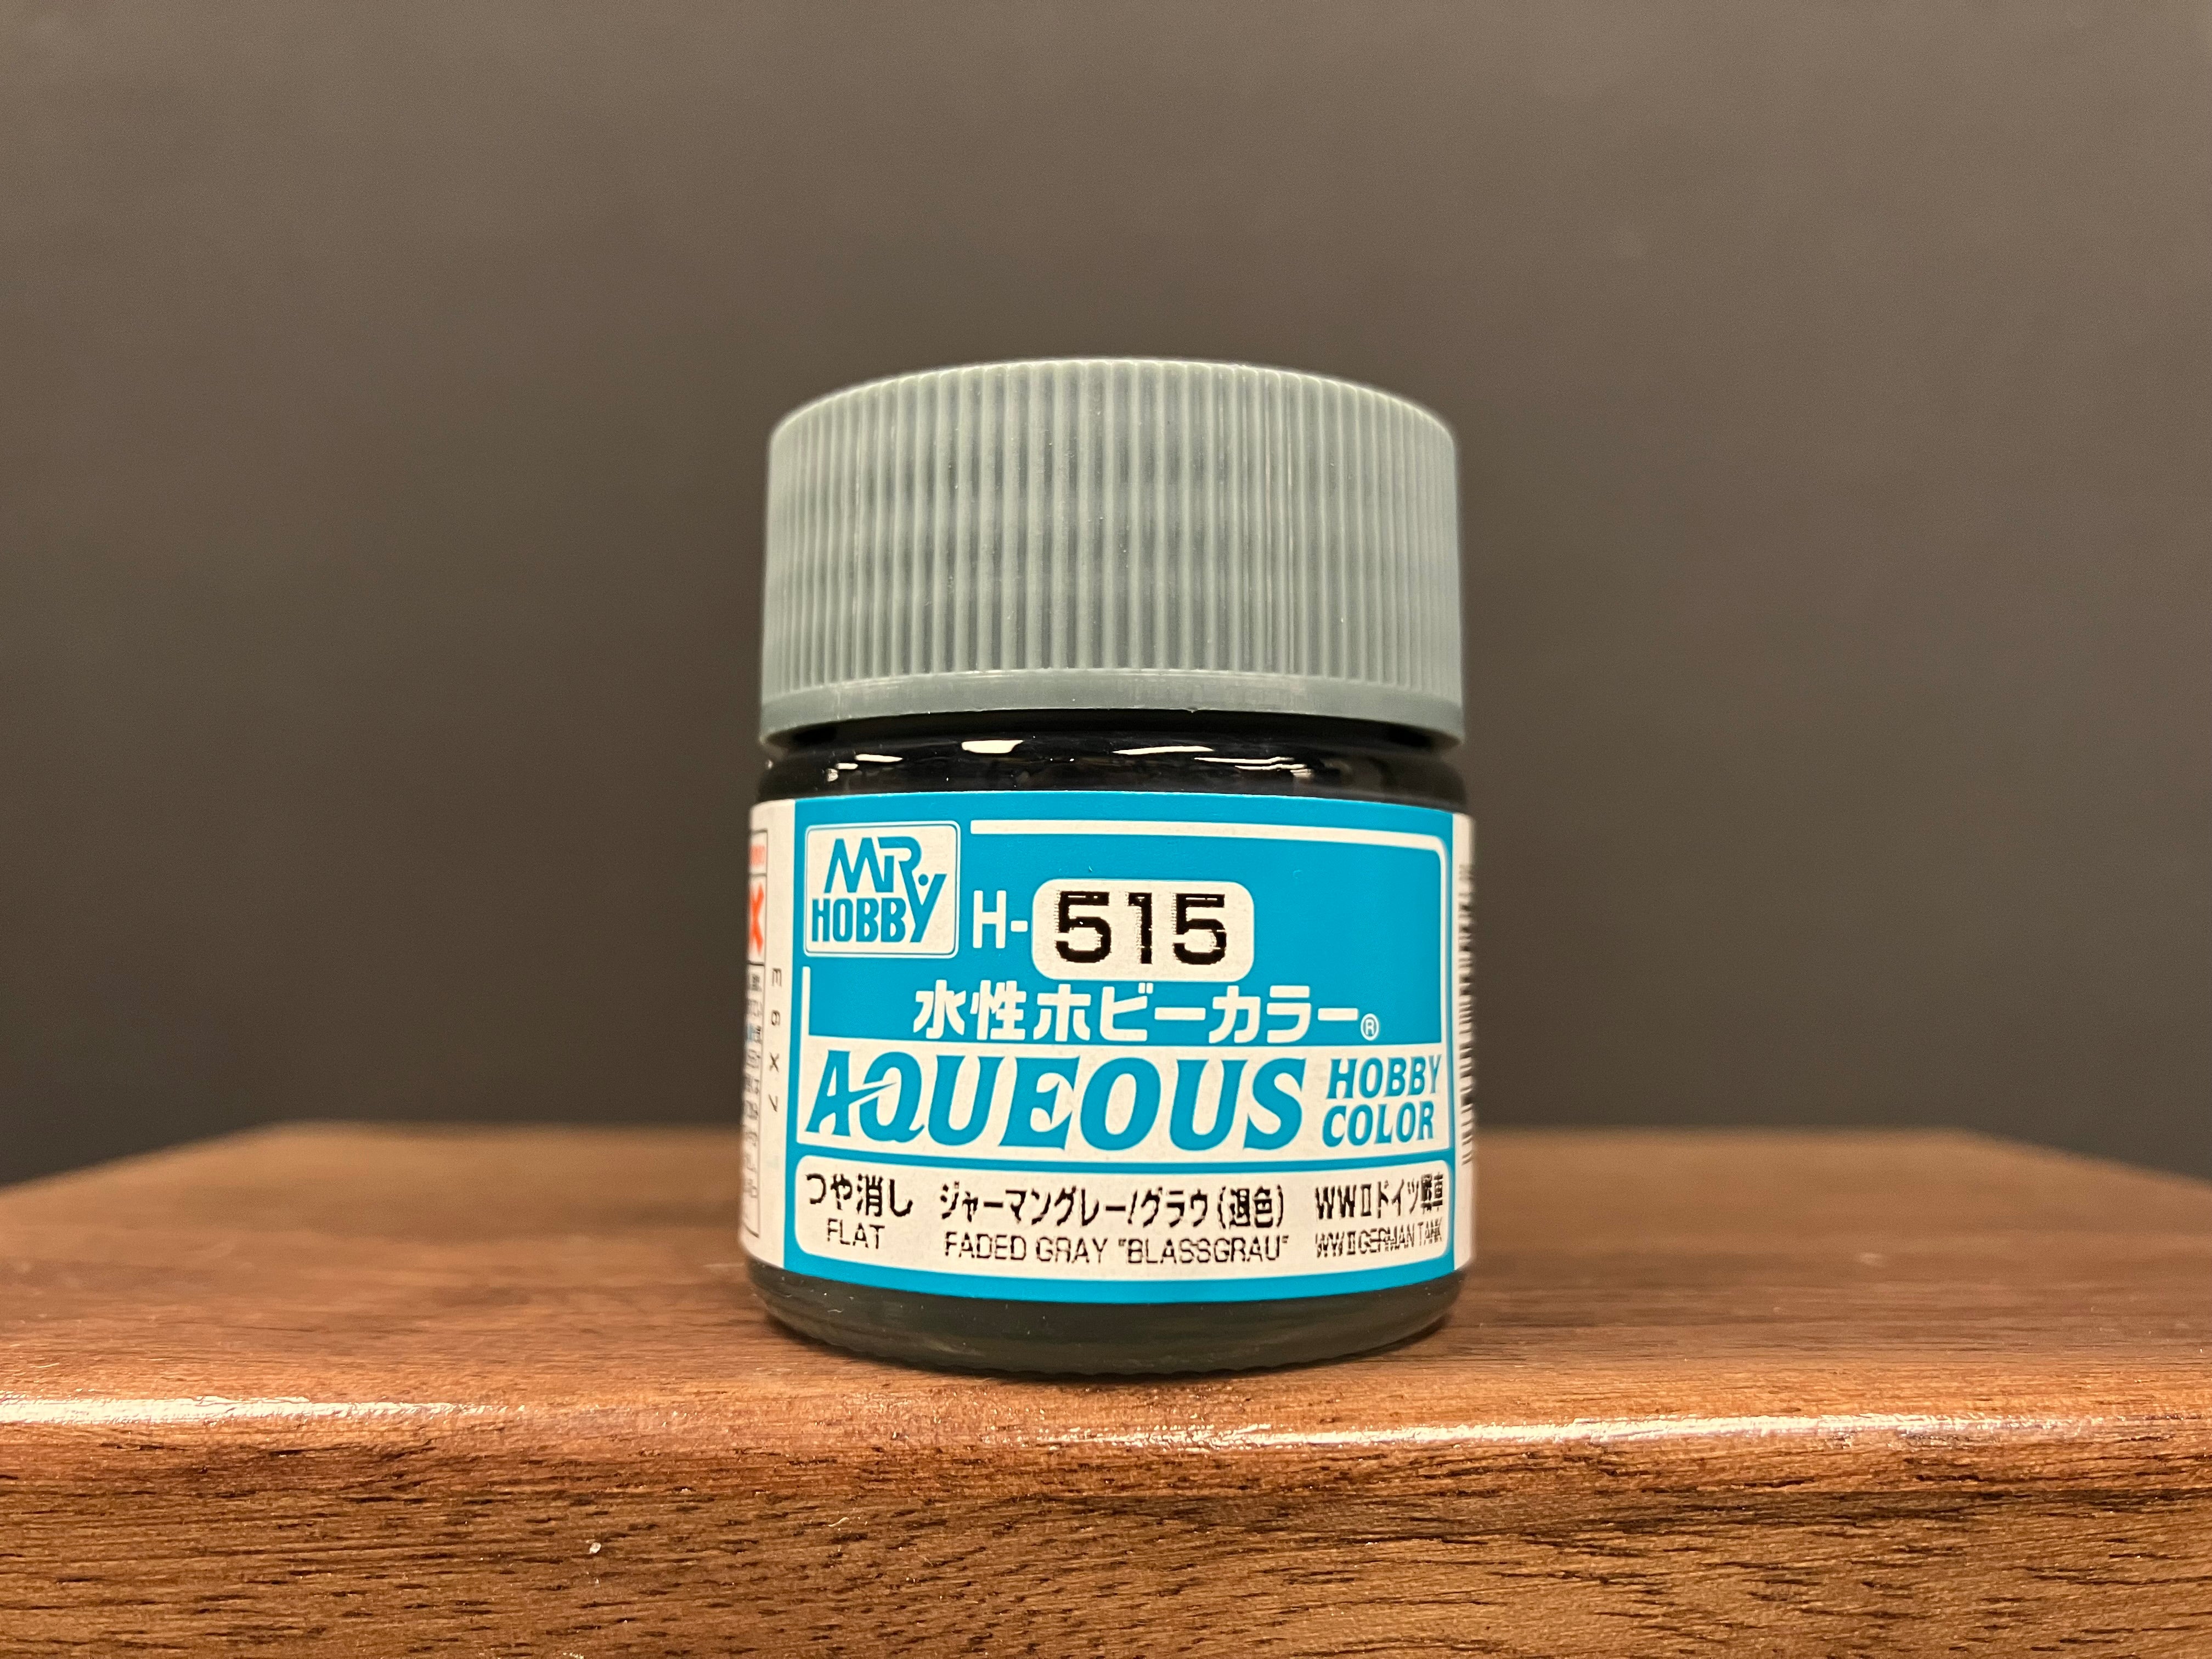 MR.
HOBBY
H-515
水性ホビーカラー®
AQUEOUS HOBBY COLOR
つや消し ジャーマングレー/グラウ(退色) WWⅡドイツ戦車
FLAT FADED GRAY "BLASSGRAU" WWⅡGERMAN TANK
E6X7